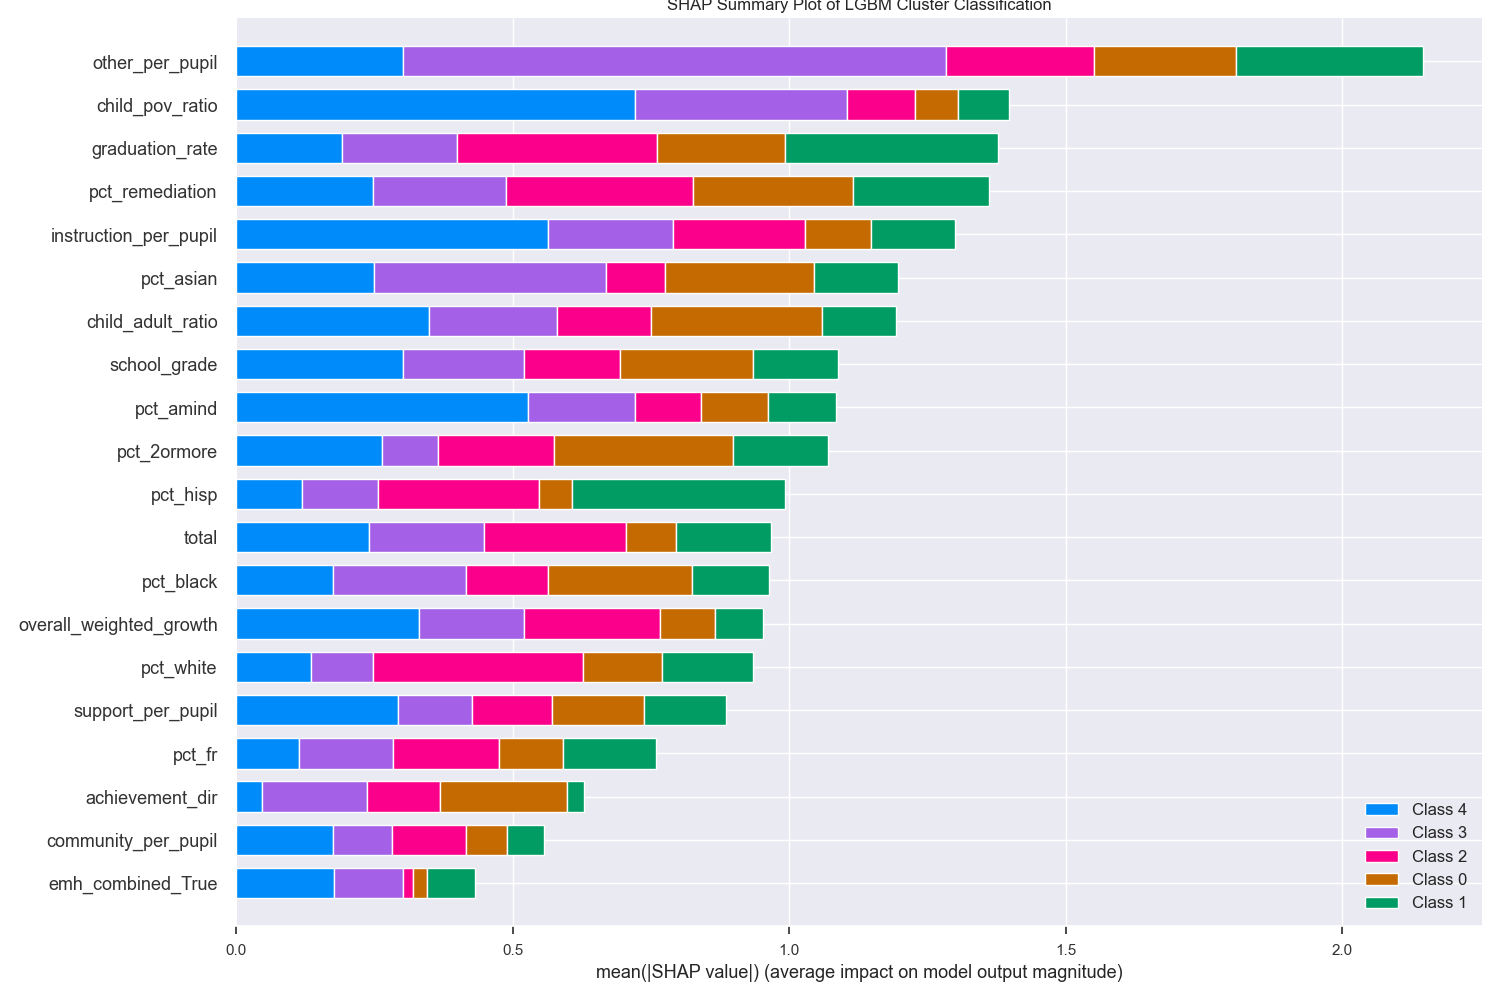 SHAP Summary Plot of LGBM Cluster Classification
other_per_pupil
child_pov_ratio
graduation_rate
pct_remediation
instruction_per_pupil
pct_asian
child_adult_ratio
school_grade
pct_amind
pct_2ormore
pct_hisp
total
pct_black
overall_weighted_growth
pct_white
support_per_pupil
pct_fr
achievement_dir
community_per_pupil
emh_combined_True
Class 4
Class 3
Class 2
Class 0
Class 1
0.0 0.5 1.0 1.5 2.0
mean(|SHAP value|) (average impact on model output magnitude)